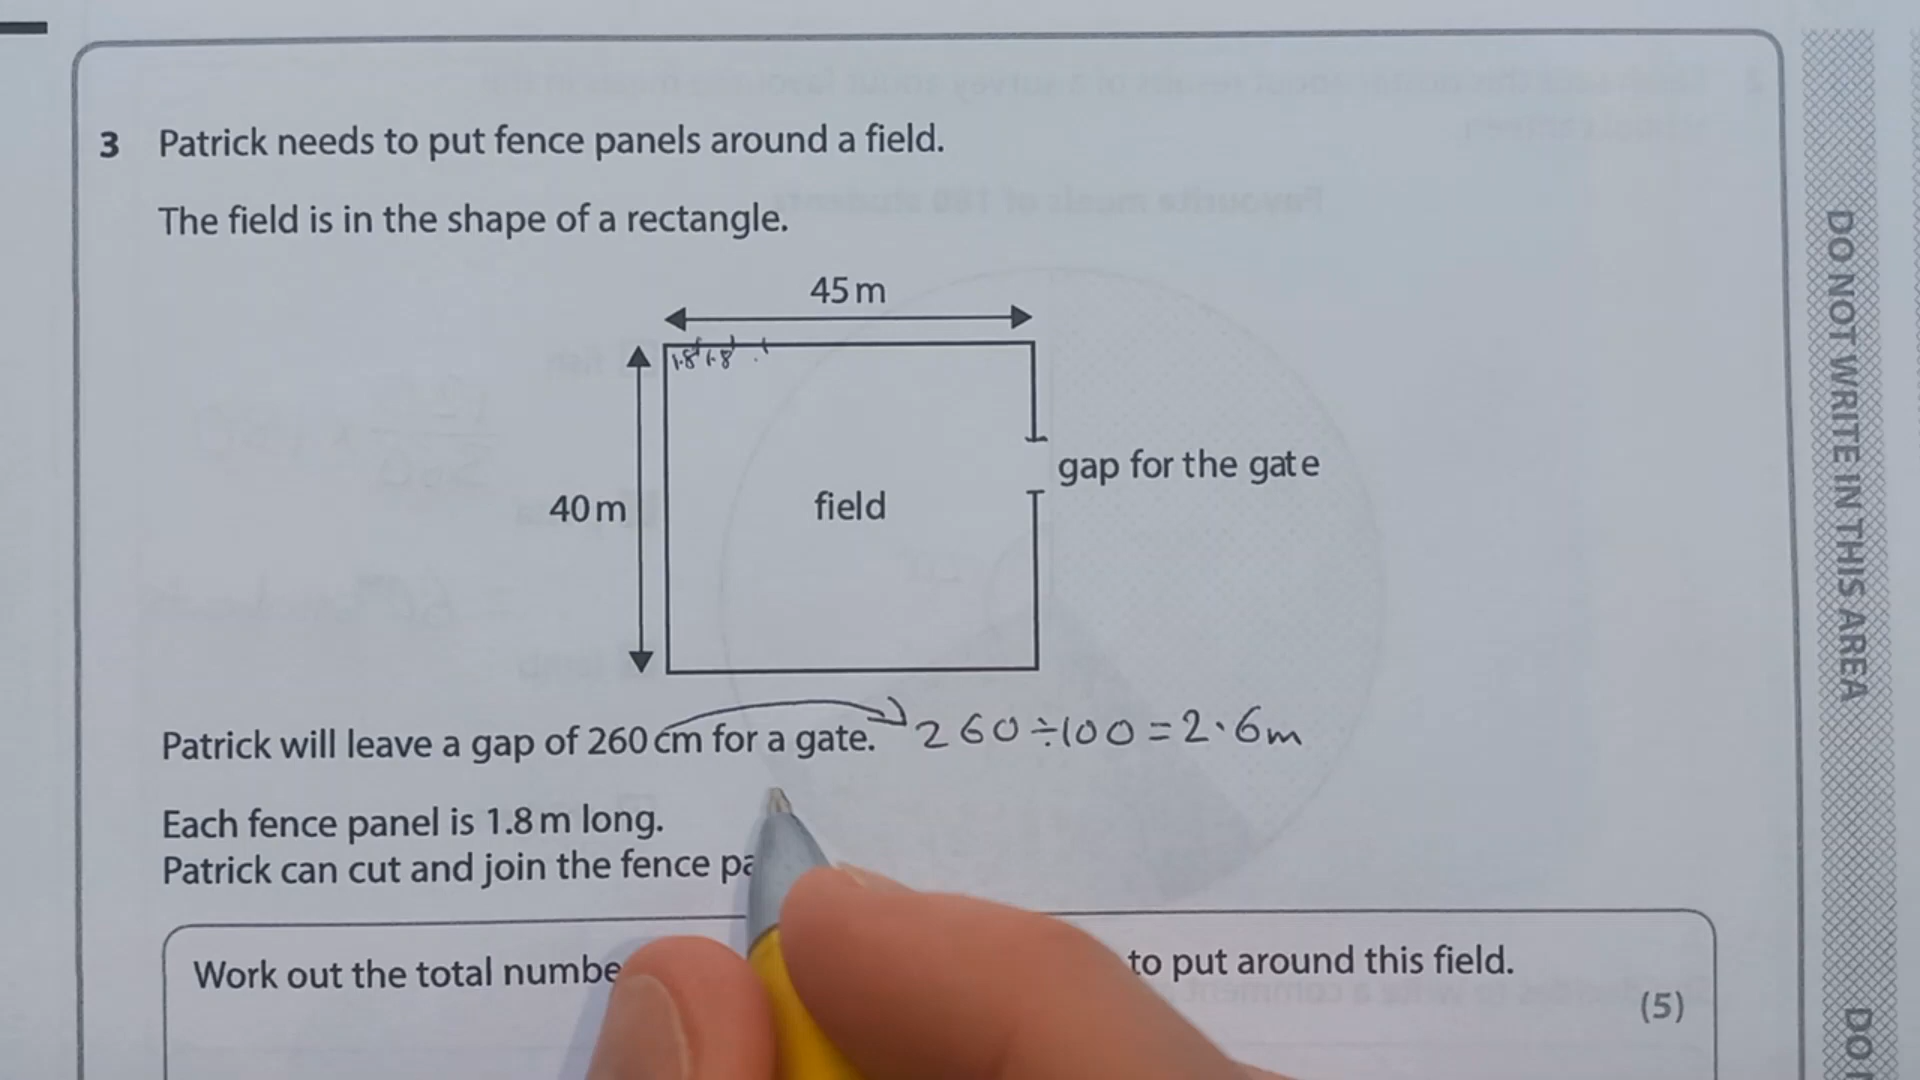 3 Patrick needs to put fence panels around a field.
The field is in the shape of a rectangle.
45 m
1.8 1.8
40 m
field
gap for the gate
Patrick will leave a gap of 260 cm for a gate. 260÷100=2.6m
Each fence panel is 1.8 m long.
Patrick can cut and join the fence
Work out the total to put around this field.
(5)
DO NOT WRITE IN THIS AREA
DO